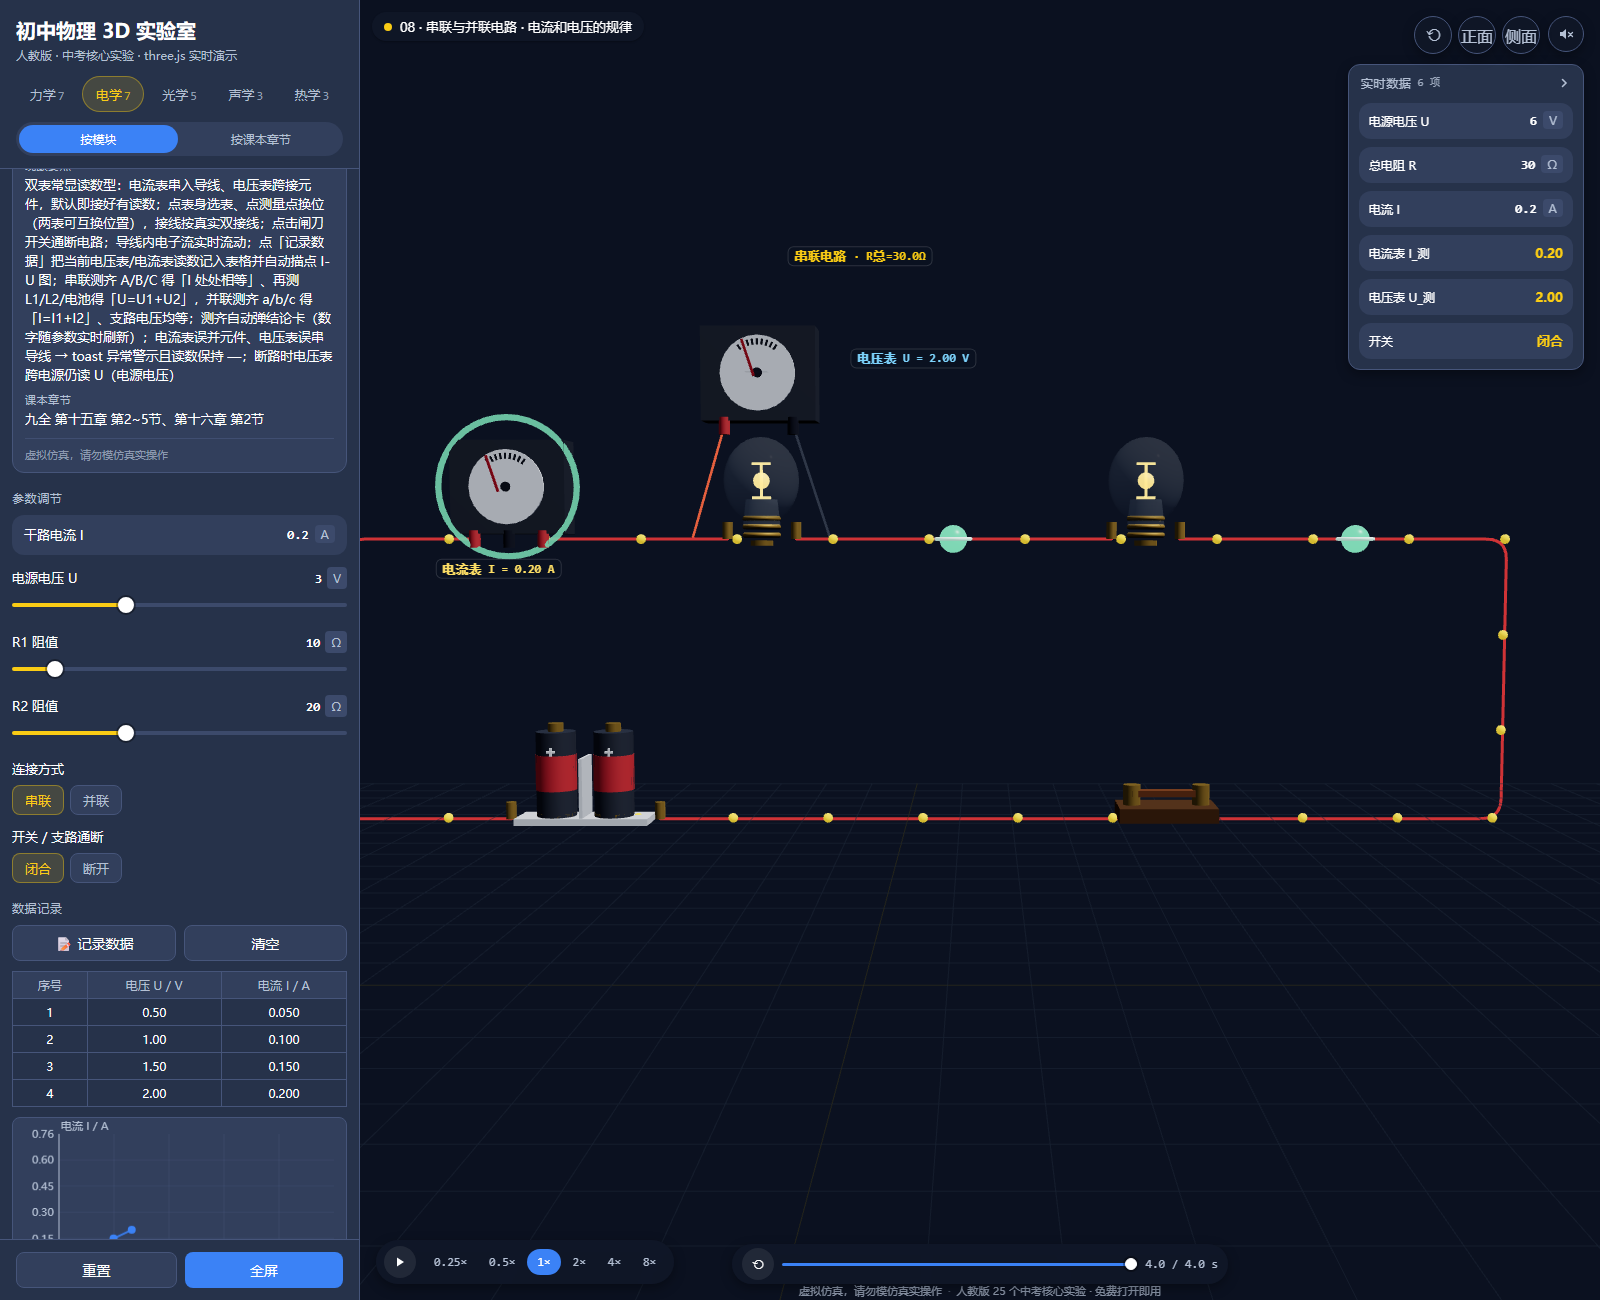 初中物理 3D 实验室
人教版 · 中考核心实验 · three.js 实时演示
力学 7
电学 7
光学 5
声学 3
热学 3
按模块
按课本章节
双表常显读数型：电流表串入导线、电压表跨接元
件，默认即接好有读数；点表身选表、点测量点换位
（两表可互换位置），接线按真实双接线；点击闸刀
开关通断电路；导线内电子流实时流动；点「记录数
据」把当前电压表/电流表读数记入表格并自动描点 I-
U 图；串联测齐 A/B/C 得「I 处处相等」、再测
L1/L2/电池得「U=U1+U2」，并联测齐 a/b/c 得
「I=I1+I2」、支路电压均等；测齐自动弹结论卡（数
字随参数实时刷新）；电流表误并元件、电压表误串
导线 → toast 异常警示且读数保持 —；断路时电压表
跨电源仍读 U（电源电压）
课本章节
九全 第十五章 第2~5节、第十六章 第2节
虚拟仿真，请勿模仿真实操作
参数调节
干路电流 I 0.2 A
电源电压 U 3 V
R1 阻值 10 Ω
R2 阻值 20 Ω
连接方式
串联 并联
开关 / 支路通断
闭合 断开
数据记录
📝 记录数据 清空
序号 电压 U / V 电流 I / A
1 0.50 0.050
2 1.00 0.100
3 1.50 0.150
4 2.00 0.200
电流 I / A
0.76
0.60
0.45
0.30
0.15
重置 全屏
08 · 串联与并联电路 · 电流和电压的规律
正面 侧面
实时数据 6 项
电源电压 U 6 V
总电阻 R 30 Ω
电流 I 0.2 A
电流表 I_测 0.20
电压表 U_测 2.00
开关 闭合
串联电路 · R总=30.0Ω
电压表 U = 2.00 V
电流表 I = 0.20 A
0.25× 0.5× 1× 2× 4× 8×
4.0 / 4.0 s
虚拟仿真，请勿模仿真实操作 · 人教版 25 个中考核心实验 · 免费打开即用